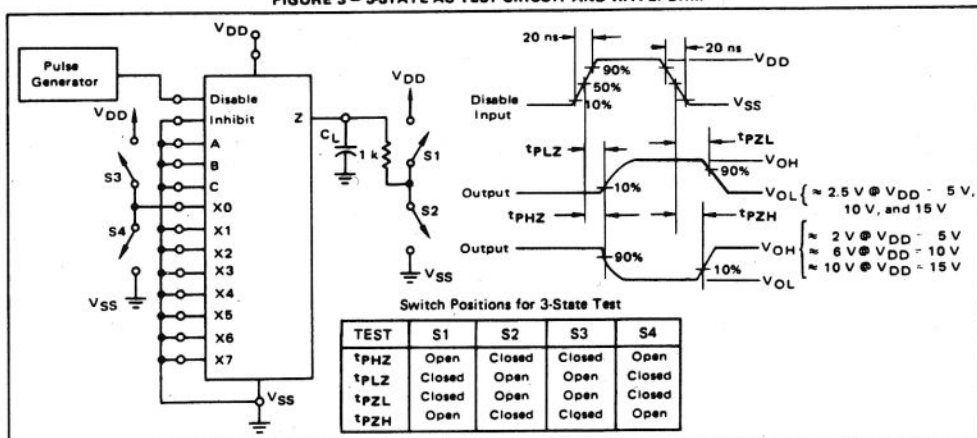 FIGURE 3 – 3-STATE AC TEST CIRCUIT AND WAVEFORM
Pulse
Generator
VDD
Disable
Inhibit
A
B
C
X0
X1
X2
X3
X4
X5
X6
X7
Z
VDD
S3
S4
VSS
VSS
CL
1 k
VDD
S1
S2
VSS
20 ns
20 ns
VDD
90%
50%
10%
Disable
Input
VSS
tPLZ
tPZL
VOH
90%
Output
10%
VOL { ≈ 2.5 V @ VDD - 5 V,
10 V, and 15 V
tPHZ
tPZH
Output
90%
10%
VOH
VOL
≈ 2 V @ VDD - 5 V
≈ 6 V @ VDD - 10 V
≈ 10 V @ VDD - 15 V
Switch Positions for 3-State Test
TEST S1 S2 S3 S4
tPHZ Open Closed Closed Open
tPLZ Closed Open Open Closed
tPZL Closed Open Open Closed
tPZH Open Closed Closed Open